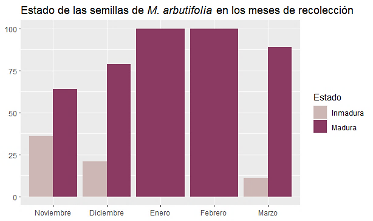 Estado de las semillas de M. arbutifolia en los meses de recolección
100
75
50
25
0
Noviembre Diciembre Enero Febrero Marzo
Estado
Inmadura
Madura